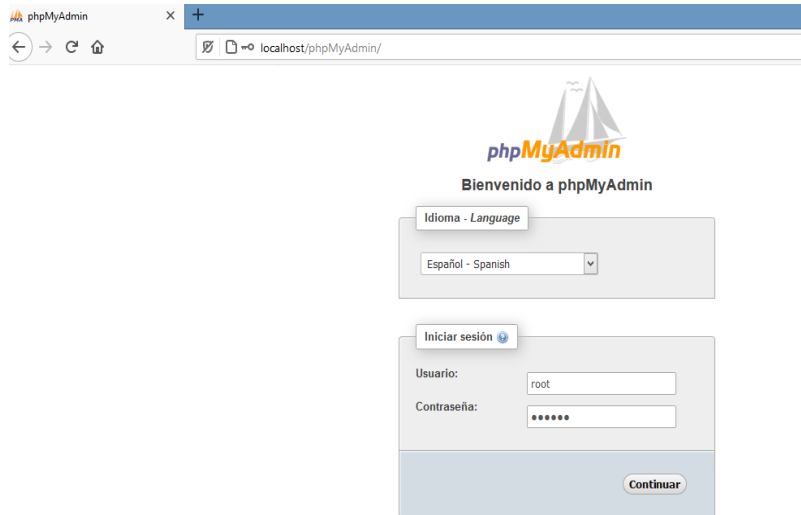 phpMyAdmin
localhost/phpMyAdmin/
phpMyAdmin
Bienvenido a phpMyAdmin
Idioma - Language
Español - Spanish
Iniciar sesión
Usuario:
root
Contraseña:
••••••
Continuar